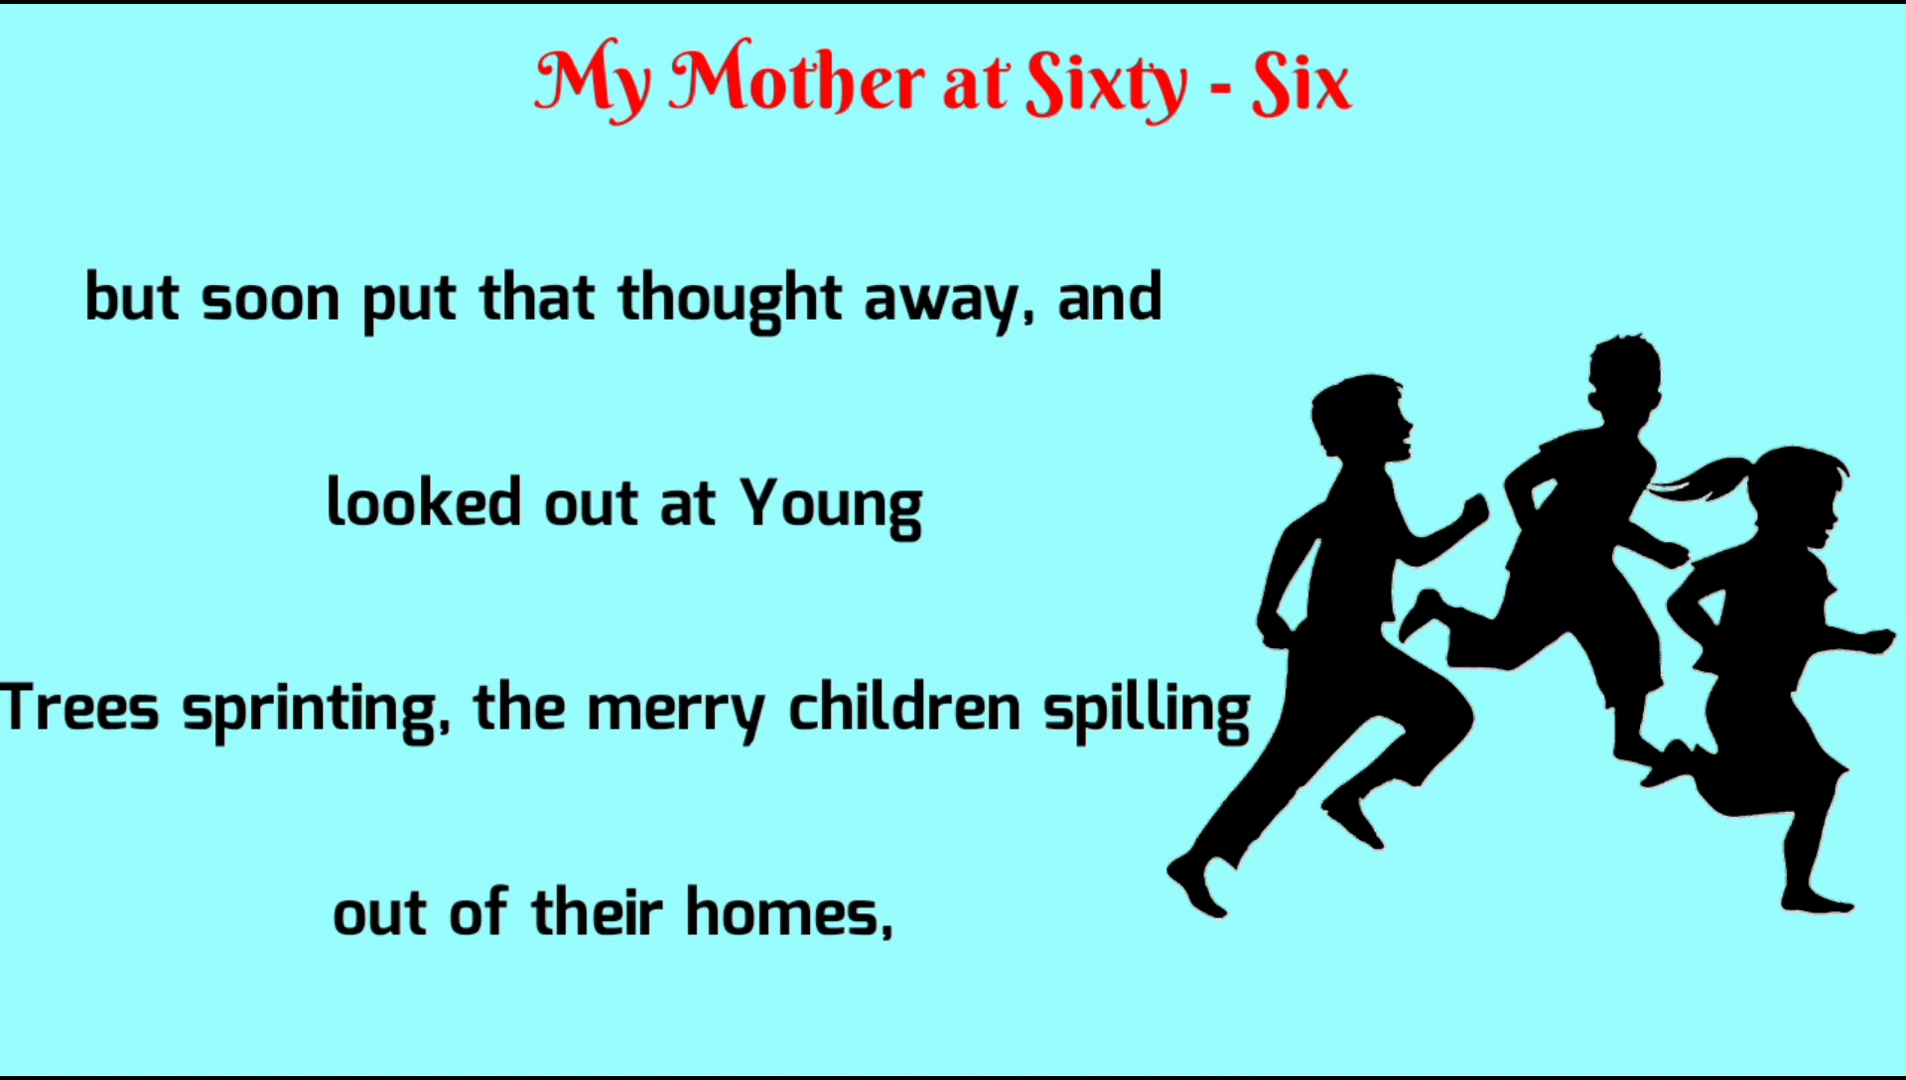 My Mother at Sixty - Six
but soon put that thought away, and
looked out at Young
Trees sprinting, the merry children spilling
out of their homes,